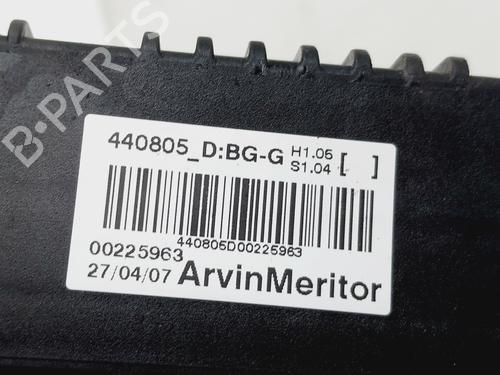 B-PARTS
440805_D:BG-G H1.05 [ ]
S1.04
440805D00225963
00225963
27/04/07 ArvinMeritor